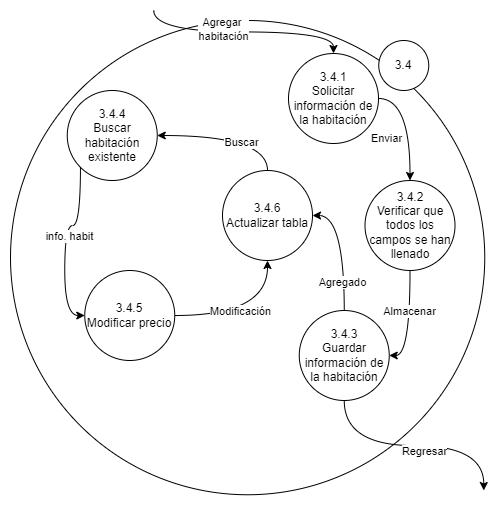 Agregar
habitación
3.4
3.4.1
Solicitar
información de
la habitación
Enviar
3.4.4
Buscar
habitación
existente
Buscar
3.4.2
Verificar que
todos los
campos se han
llenado
3.4.6
Actualizar tabla
info. habit
Agregado
3.4.5
Modificar precio
Modificación
Almacenar
3.4.3
Guardar
información de
la habitación
Regresar